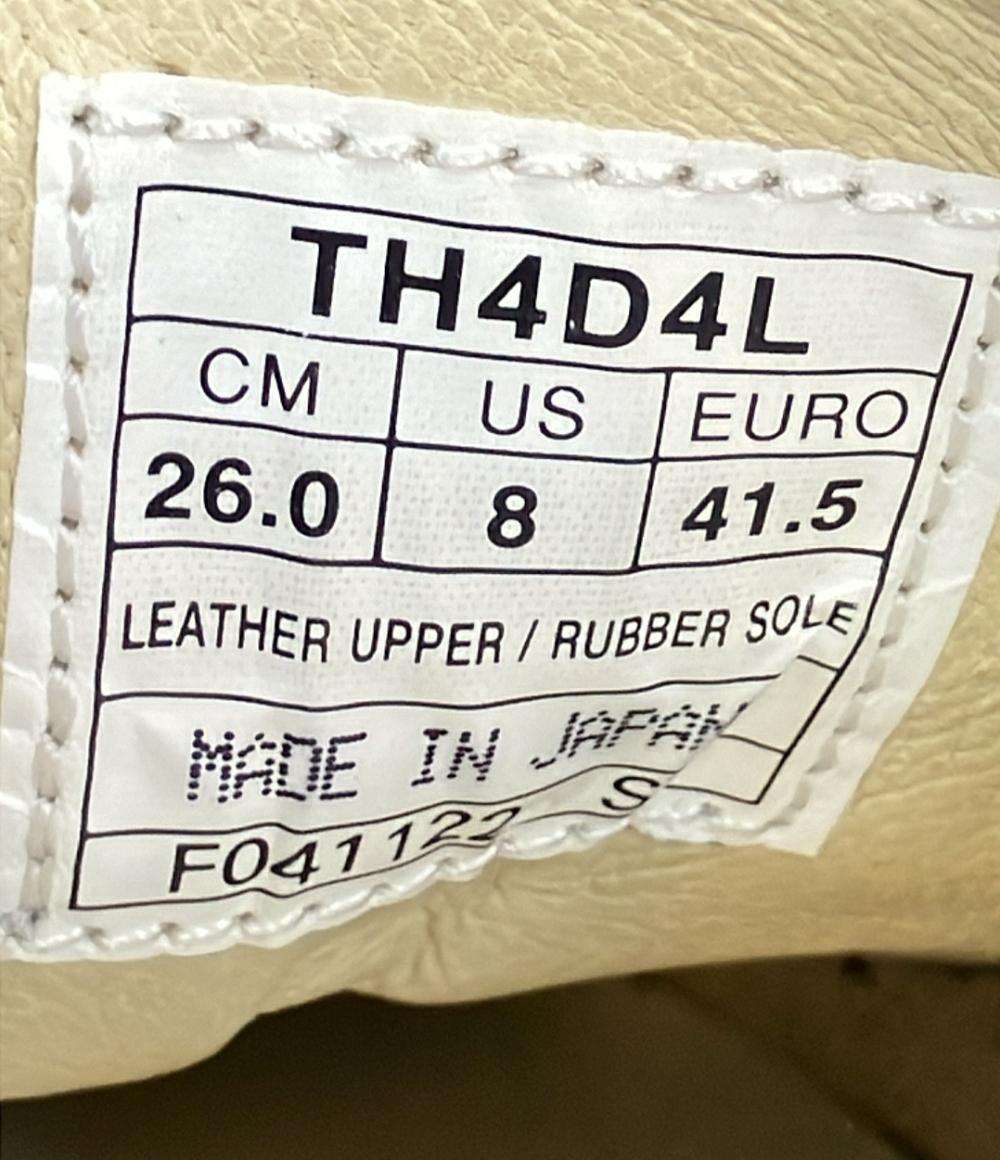 TH4D4L
CM US EURO
26.0 8 41.5
LEATHER UPPER / RUBBER SOLE
MADE IN JAPAN
F041122 S